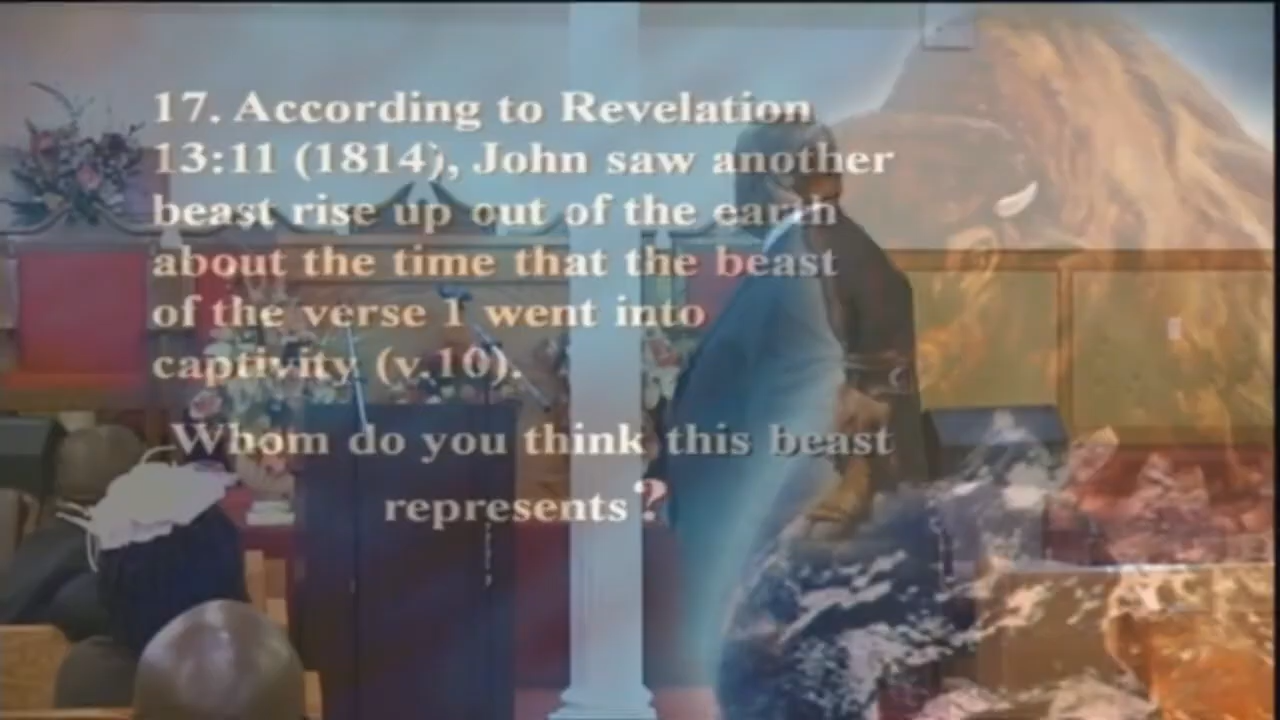 17. According to Revelation
13:11 (1814), John saw another
beast rise up out of the earth
about the time that the beast
of the verse 1 went into
captivity (v.10).
Whom do you think this beast
represents?